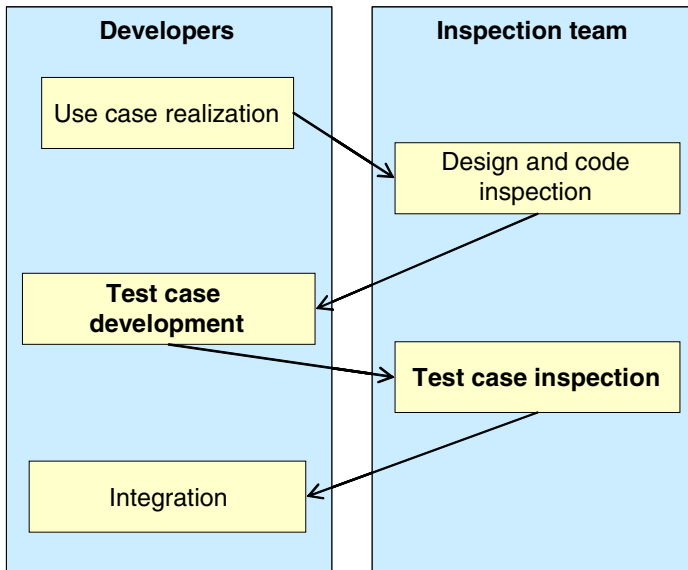 Developers
Inspection team
Use case realization
Design and code
inspection
Test case
development
Test case inspection
Integration